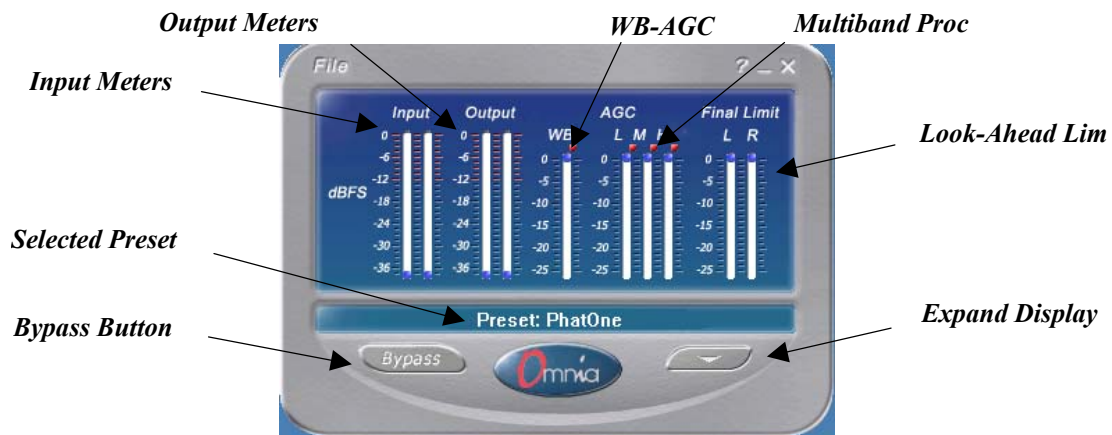 Output Meters
WB-AGC
Multiband Proc
Input Meters
File
? _ X
Input
Output
AGC
Final Limit
WB
L M H
L R
Look-Ahead Lim
dBFS
0
-6
-12
-18
-24
-30
-36
0
-6
-12
-18
-24
-30
-36
0
-5
-10
-15
-20
-25
0
-5
-10
-15
-20
-25
0
-5
-10
-15
-20
-25
Selected Preset
Preset: PhatOne
Bypass Button
Expand Display
Bypass
Omnia